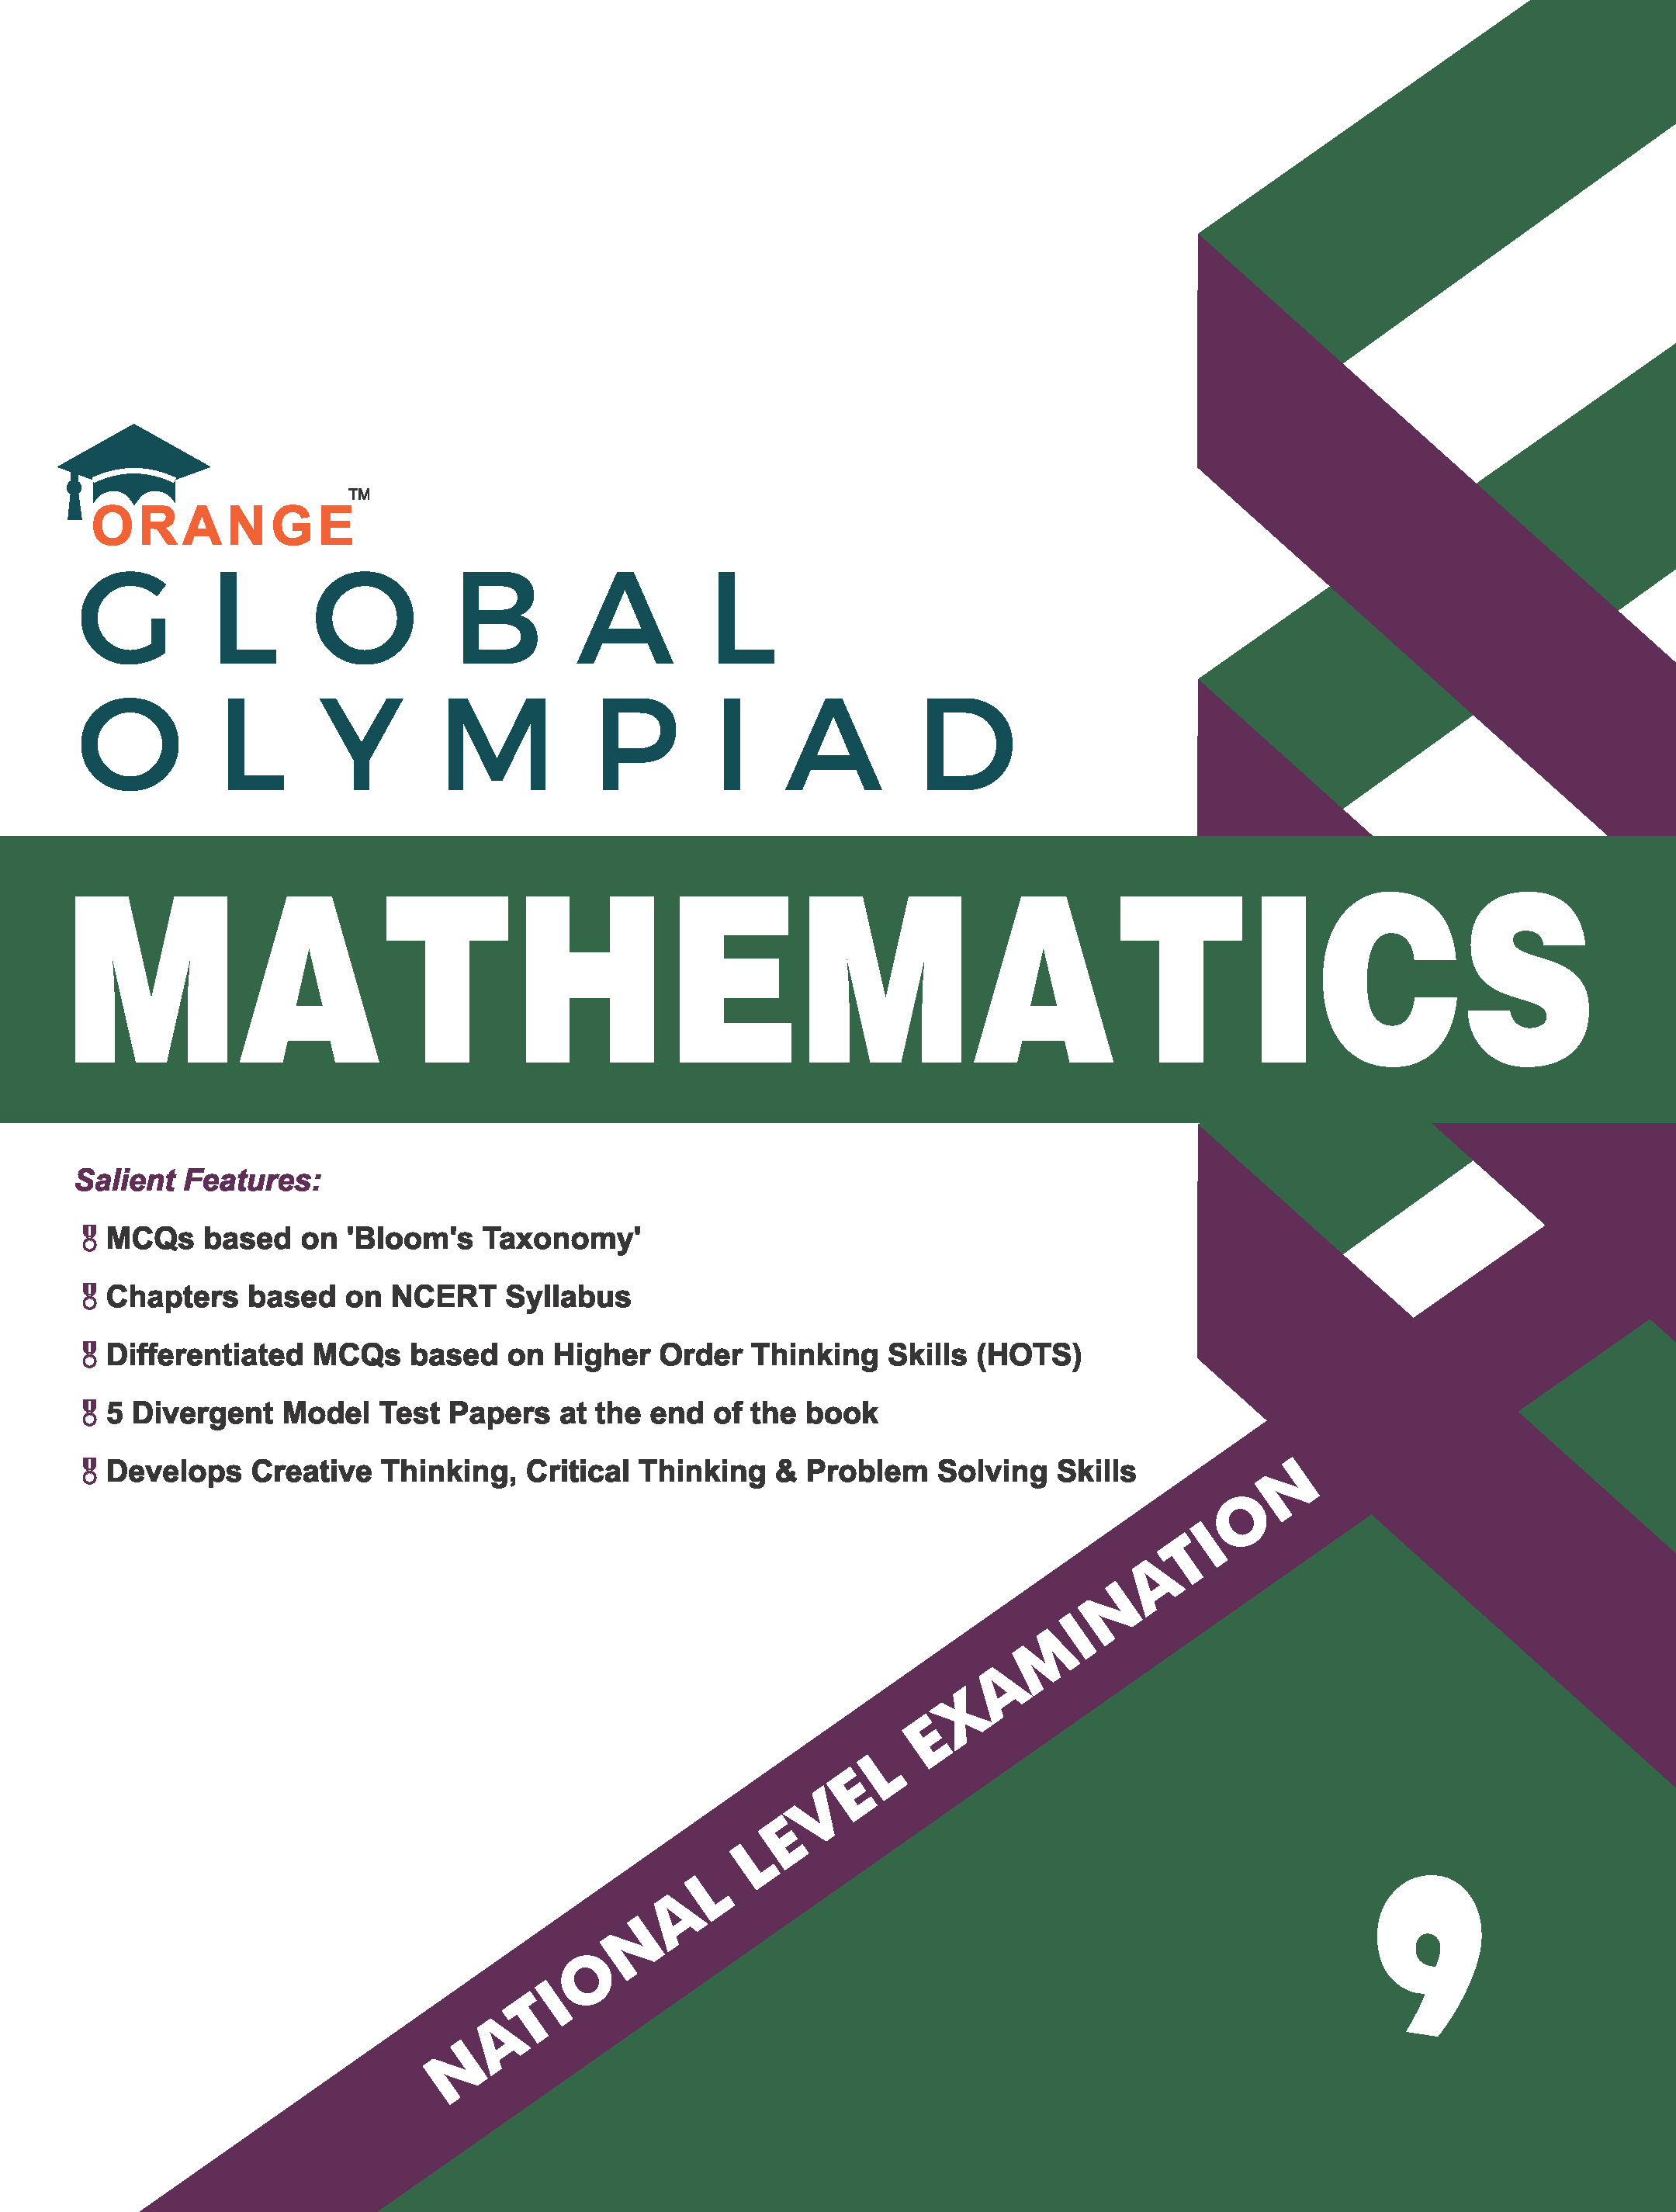 ORANGE™
GLOBAL
OLYMPIAD
MATHEMATICS
Salient Features:
MCQs based on 'Bloom's Taxonomy'
Chapters based on NCERT Syllabus
Differentiated MCQs based on Higher Order Thinking Skills (HOTS)
5 Divergent Model Test Papers at the end of the book
Develops Creative Thinking, Critical Thinking & Problem Solving Skills
NATIONAL LEVEL EXAMINATION
9